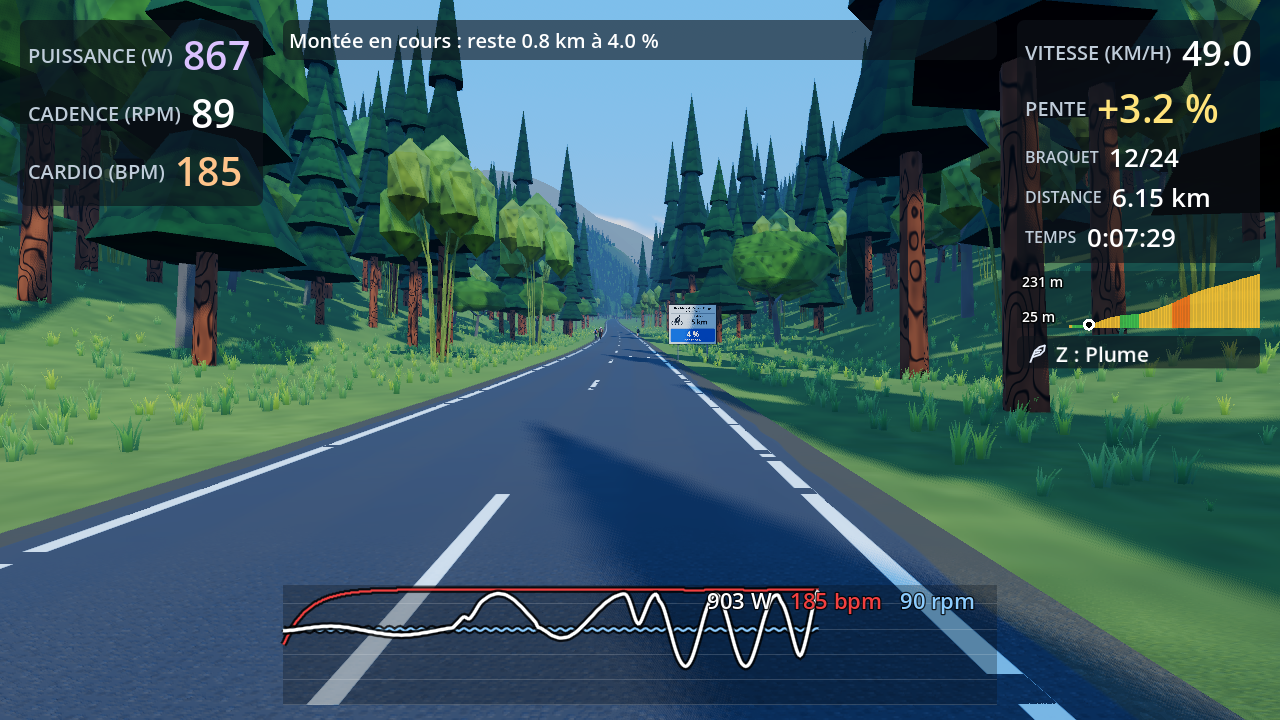 PUISSANCE (W) 867
CADENCE (RPM) 89
CARDIO (BPM) 185
Montée en cours : reste 0.8 km à 4.0 %
VITESSE (KM/H) 49.0
PENTE +3.2 %
BRAQUET 12/24
DISTANCE 6.15 km
TEMPS 0:07:29
231 m
25 m
Z : Plume
5 km
4 %
903 W 185 bpm 90 rpm